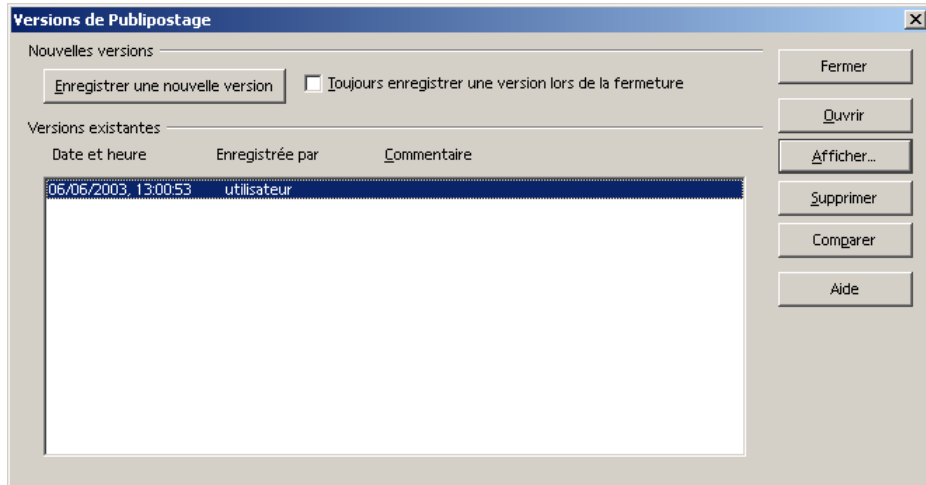 Versions de Publipostage
Nouvelles versions
Enregistrer une nouvelle version
Toujours enregistrer une version lors de la fermeture
Versions existantes
Date et heure Enregistrée par Commentaire
06/06/2003, 13:00:53 utilisateur
Fermer
Ouvrir
Afficher...
Supprimer
Comparer
Aide